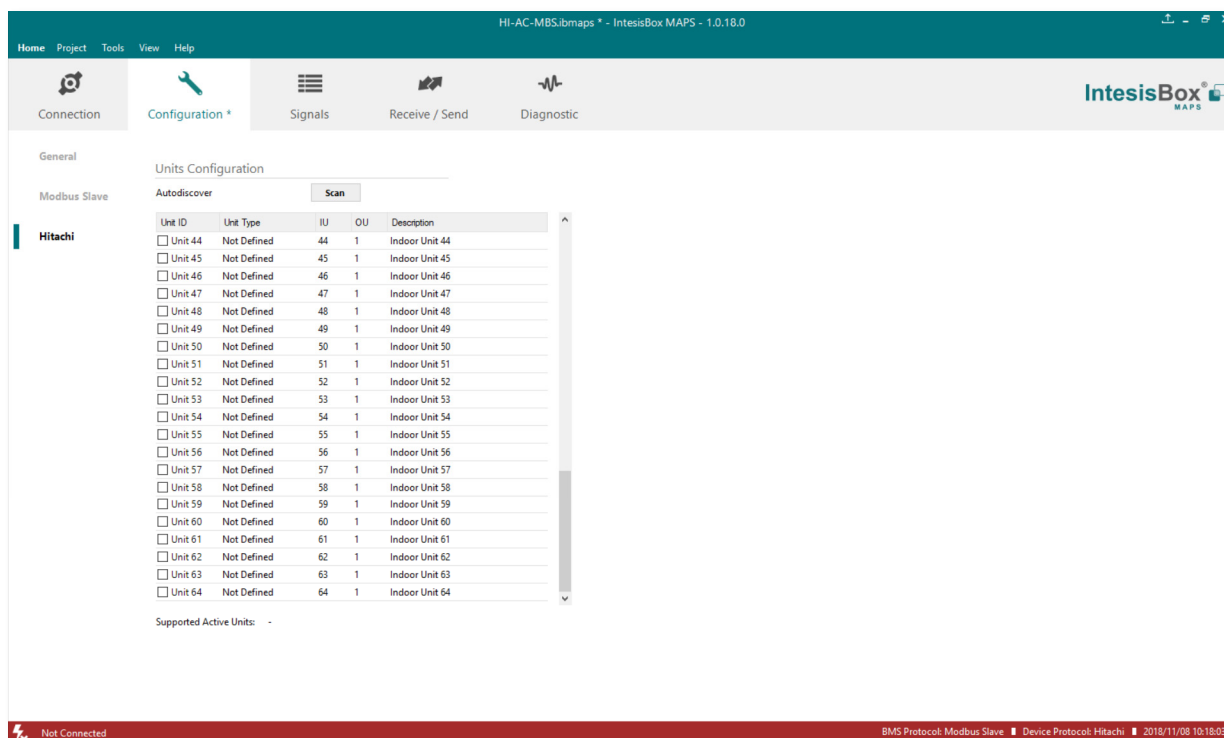 HI-AC-MBS.ibmaps * - IntesisBox MAPS - 1.0.18.0
Home Project Tools View Help
Connection Configuration * Signals Receive / Send Diagnostic
IntesisBox®
MAPS
General
Modbus Slave
Hitachi
Units Configuration
Autodiscover Scan
Unit ID Unit Type IU OU Description
Unit 44 Not Defined 44 1 Indoor Unit 44
Unit 45 Not Defined 45 1 Indoor Unit 45
Unit 46 Not Defined 46 1 Indoor Unit 46
Unit 47 Not Defined 47 1 Indoor Unit 47
Unit 48 Not Defined 48 1 Indoor Unit 48
Unit 49 Not Defined 49 1 Indoor Unit 49
Unit 50 Not Defined 50 1 Indoor Unit 50
Unit 51 Not Defined 51 1 Indoor Unit 51
Unit 52 Not Defined 52 1 Indoor Unit 52
Unit 53 Not Defined 53 1 Indoor Unit 53
Unit 54 Not Defined 54 1 Indoor Unit 54
Unit 55 Not Defined 55 1 Indoor Unit 55
Unit 56 Not Defined 56 1 Indoor Unit 56
Unit 57 Not Defined 57 1 Indoor Unit 57
Unit 58 Not Defined 58 1 Indoor Unit 58
Unit 59 Not Defined 59 1 Indoor Unit 59
Unit 60 Not Defined 60 1 Indoor Unit 60
Unit 61 Not Defined 61 1 Indoor Unit 61
Unit 62 Not Defined 62 1 Indoor Unit 62
Unit 63 Not Defined 63 1 Indoor Unit 63
Unit 64 Not Defined 64 1 Indoor Unit 64
Supported Active Units: -
Not Connected BMS Protocol: Modbus Slave Device Protocol: Hitachi 2018/11/08 10:18:03